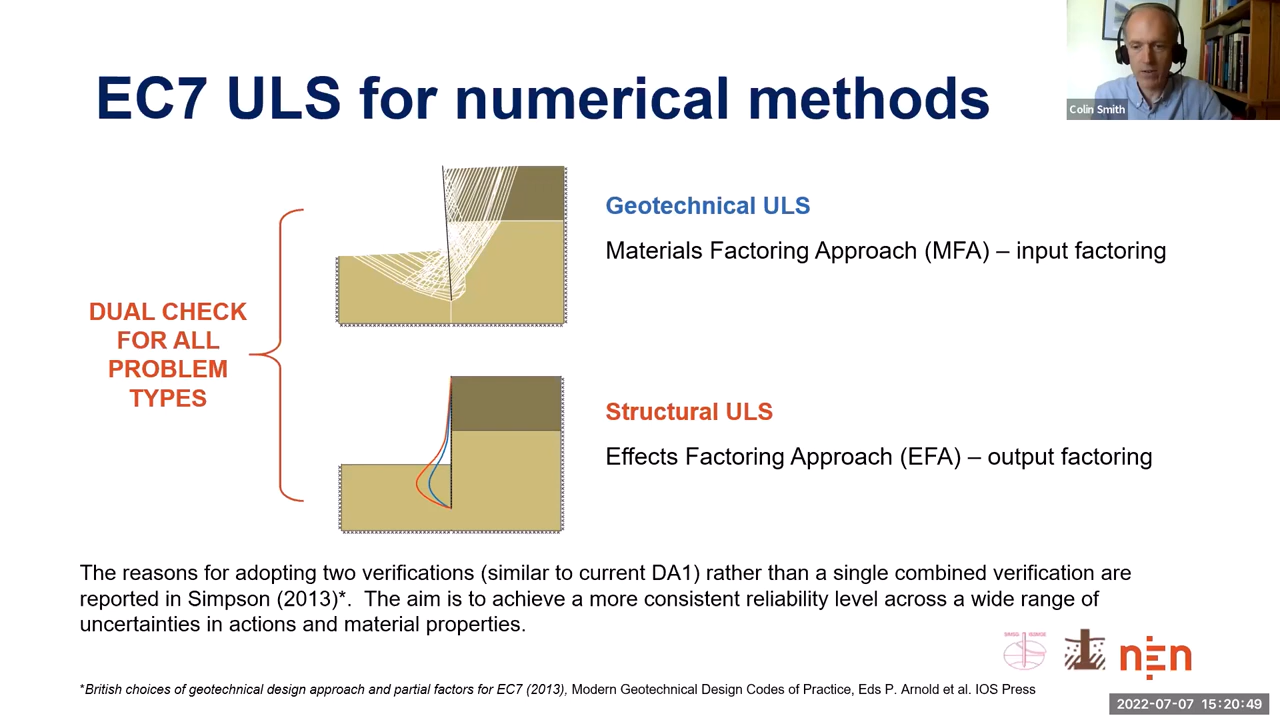 EC7 ULS for numerical methods
Colin Smith
Geotechnical ULS
Materials Factoring Approach (MFA) – input factoring
DUAL CHECK
FOR ALL
PROBLEM
TYPES
Structural ULS
Effects Factoring Approach (EFA) – output factoring
The reasons for adopting two verifications (similar to current DA1) rather than a single combined verification are
reported in Simpson (2013)*.  The aim is to achieve a more consistent reliability level across a wide range of
uncertainties in actions and material properties.
nEn
*British choices of geotechnical design approach and partial factors for EC7 (2013), Modern Geotechnical Design Codes of Practice, Eds P. Arnold et al. IOS Press
2022-07-07 15:20:49